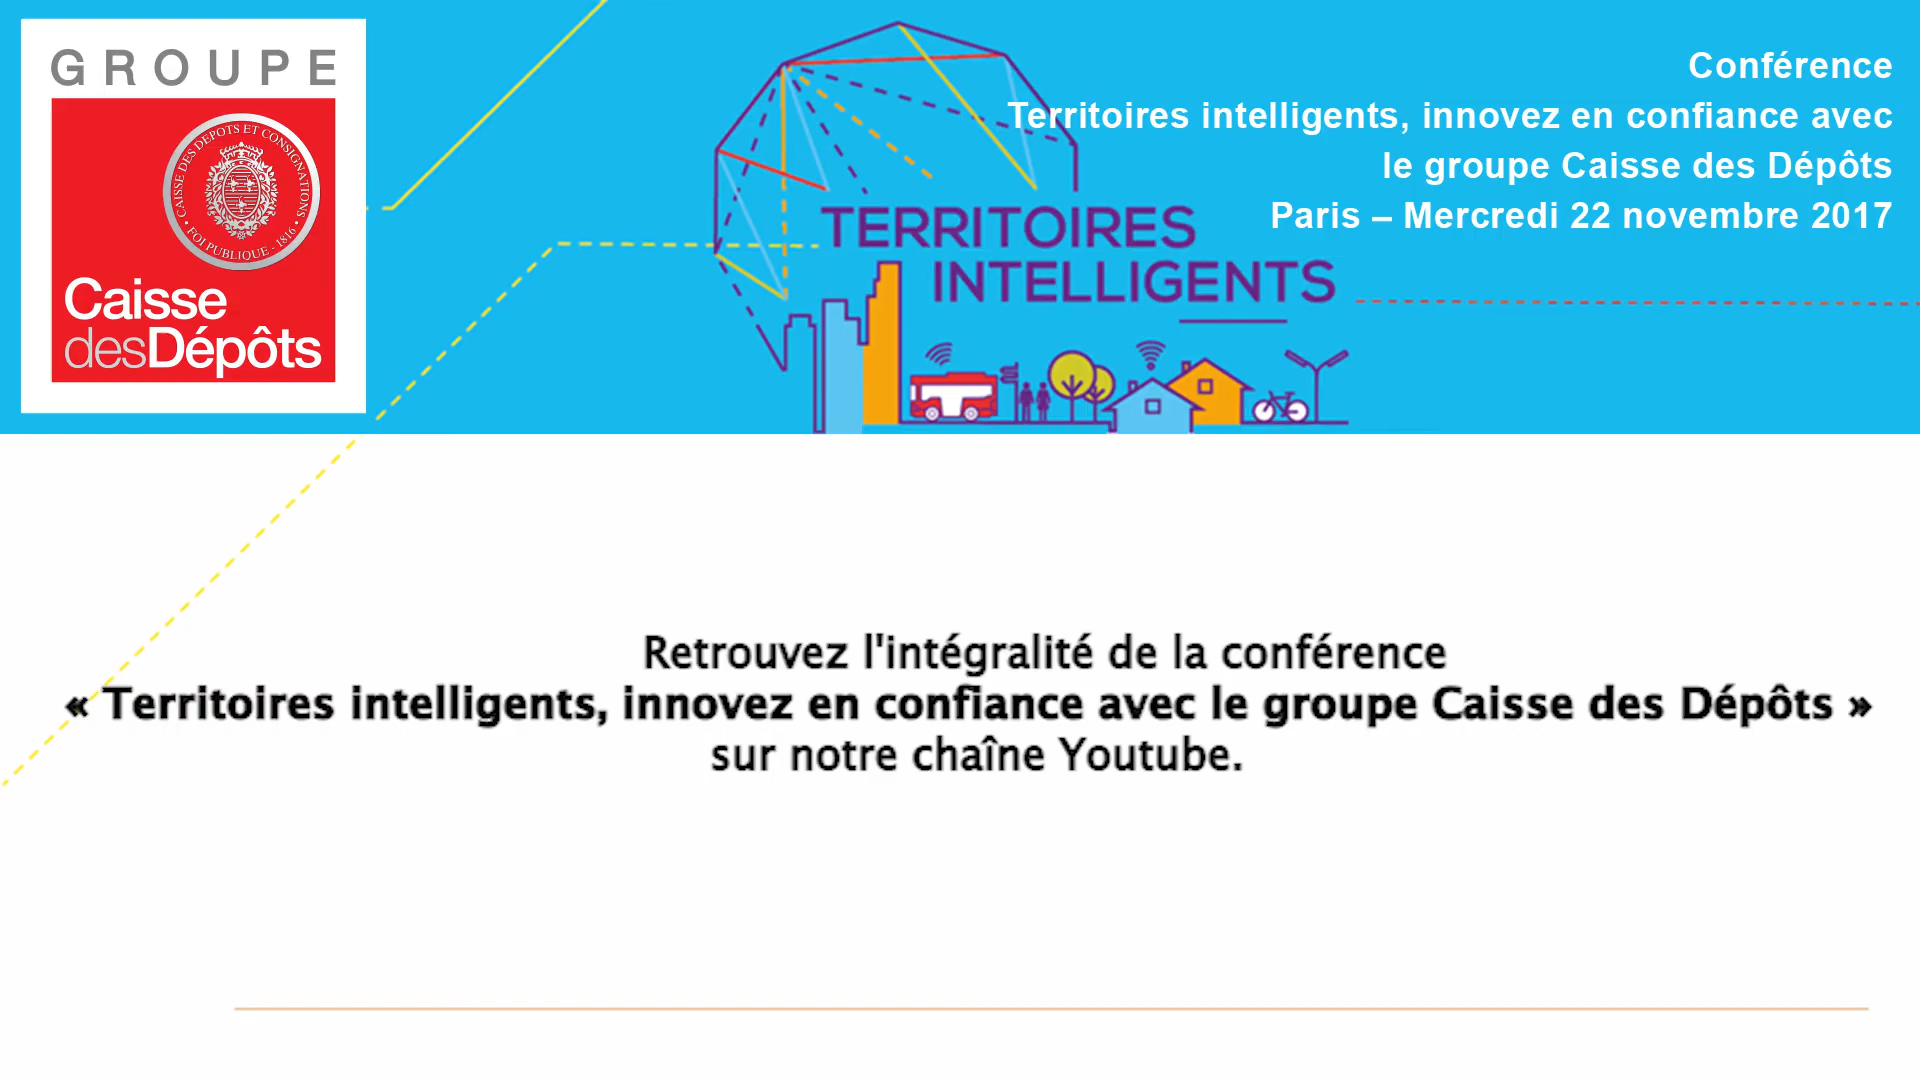 GROUPE
CAISSE DES DEPOTS ET CONSIGNATIONS
• FOI PUBLIQUE - 1816 •
Caisse
desDépôts
TERRITOIRES
INTELLIGENTS
Conférence
Territoires intelligents, innovez en confiance avec
le groupe Caisse des Dépôts
Paris – Mercredi 22 novembre 2017
Retrouvez l'intégralité de la conférence
« Territoires intelligents, innovez en confiance avec le groupe Caisse des Dépôts »
sur notre chaîne Youtube.